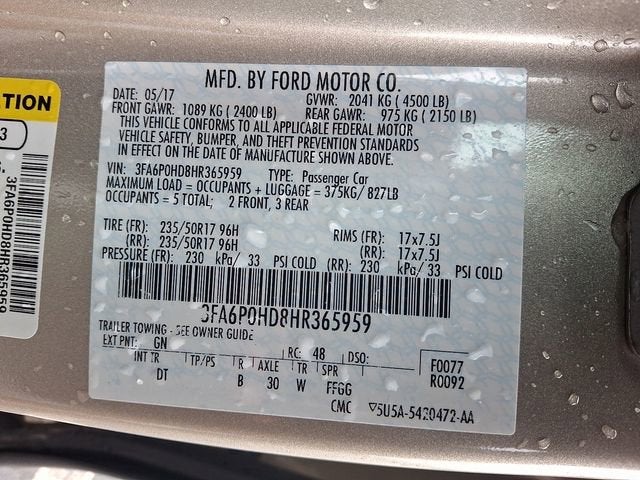 MFD. BY FORD MOTOR CO.
DATE: 05/17 GVWR: 2041 KG ( 4500 LB)
FRONT GAWR: 1089 KG ( 2400 LB) REAR GAWR: 975 KG ( 2150 LB)
THIS VEHICLE CONFORMS TO ALL APPLICABLE FEDERAL MOTOR
VEHICLE SAFETY, BUMPER, AND THEFT PREVENTION STANDARDS
IN EFFECT ON THE DATE OF MANUFACTURE SHOWN ABOVE.
VIN: 3FA6P0HD8HR365959 TYPE: Passenger Car
MAXIMUM LOAD = OCCUPANTS + LUGGAGE = 375KG/ 827LB
OCCUPANTS = 5 TOTAL; 2 FRONT, 3 REAR
TIRE (FR): 235/50R17 96H RIMS (FR): 17x7.5J
(RR): 235/50R17 96H (RR): 17x7.5J
PRESSURE (FR): 230 kPa/ 33 PSI COLD (RR): 230 kPa/ 33 PSI COLD
3FA6P0HD8HR365959
TRAILER TOWING - SEE OWNER GUIDE
EXT PNT: GN RC: 48 DSO:
INT TR TP/PS R AXLE TR SPR
DT B 30 W FFGG
F0077
R0092
CMC ▽5U5A-5420472-AA
TION
3
3FA6P0HD8HR365959